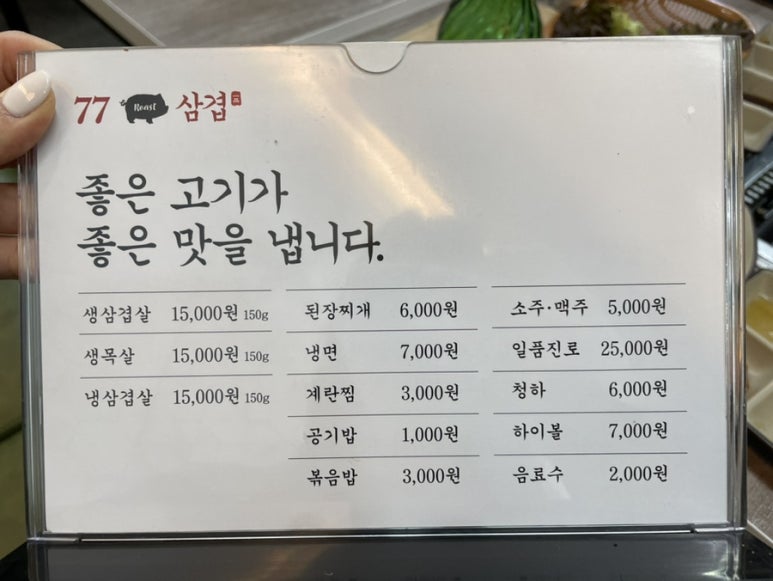 77 Roast 삼겹
좋은 고기가
좋은 맛을 냅니다.
생삼겹살 15,000원 150g
생목살 15,000원 150g
냉삼겹살 15,000원 150g
된장찌개 6,000원
냉면 7,000원
계란찜 3,000원
공기밥 1,000원
볶음밥 3,000원
소주·맥주 5,000원
일품진로 25,000원
청하 6,000원
하이볼 7,000원
음료수 2,000원